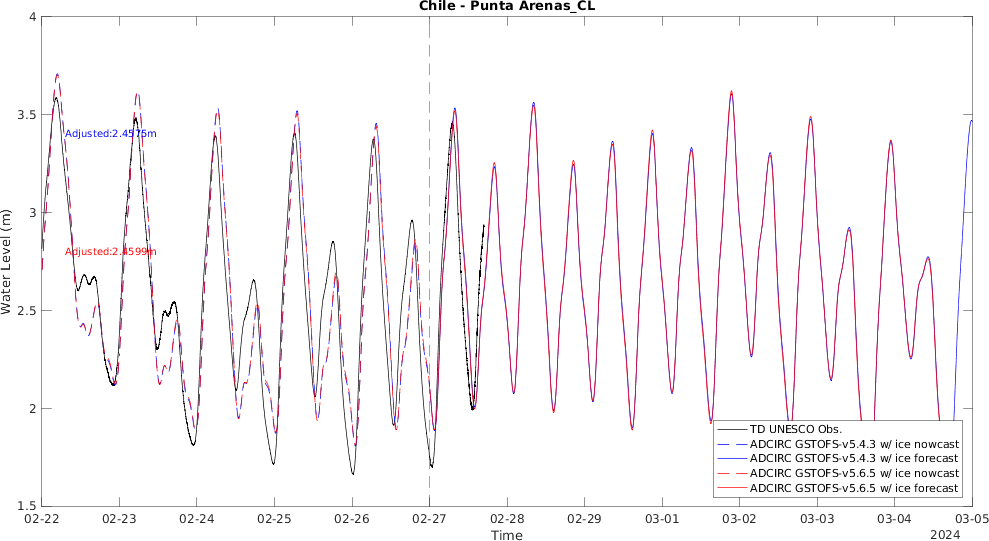 Chile - Punta Arenas_CL
4
3.5
3
2.5
2
1.5
Water Level (m)
Adjusted:2.4575m
Adjusted:2.4599m
TD UNESCO Obs.
ADCIRC GSTOFS-v5.4.3 w/ ice nowcast
ADCIRC GSTOFS-v5.4.3 w/ ice forecast
ADCIRC GSTOFS-v5.6.5 w/ ice nowcast
ADCIRC GSTOFS-v5.6.5 w/ ice forecast
02-22 02-23 02-24 02-25 02-26 02-27 02-28 02-29 03-01 03-02 03-03 03-04 03-05
Time
2024